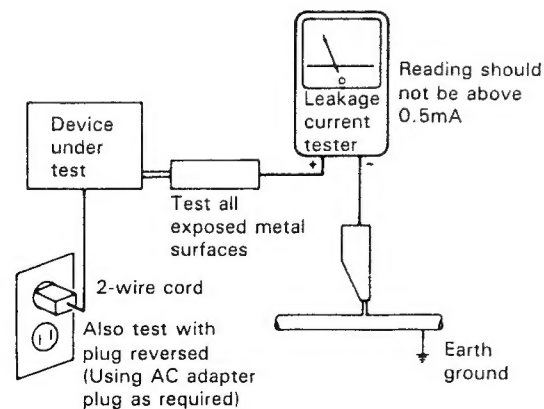 Device
under
test
Leakage
current
tester
+
-
Reading should
not be above
0.5mA
Test all
exposed metal
surfaces
2-wire cord
Also test with
plug reversed
(Using AC adapter
plug as required)
Earth
ground